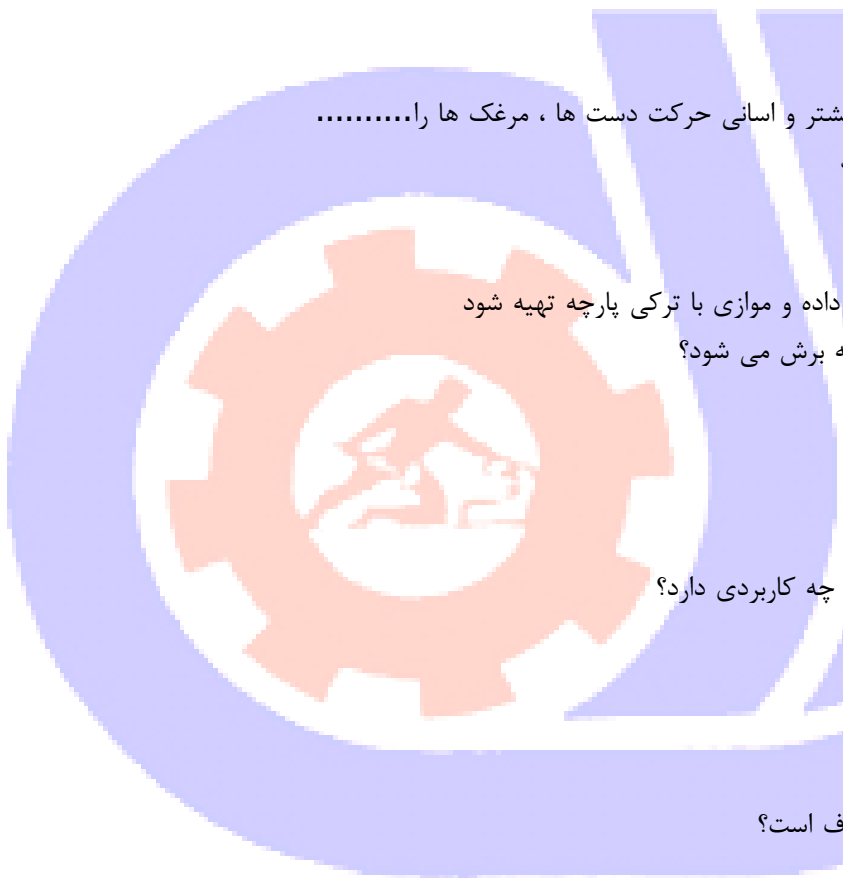 و اسانی حرکت دست ها ، مرغک ها را..........
داده و موازی با ترکی پارچه تهیه شود
برش می شود؟
چه کاربردی دارد؟
است؟